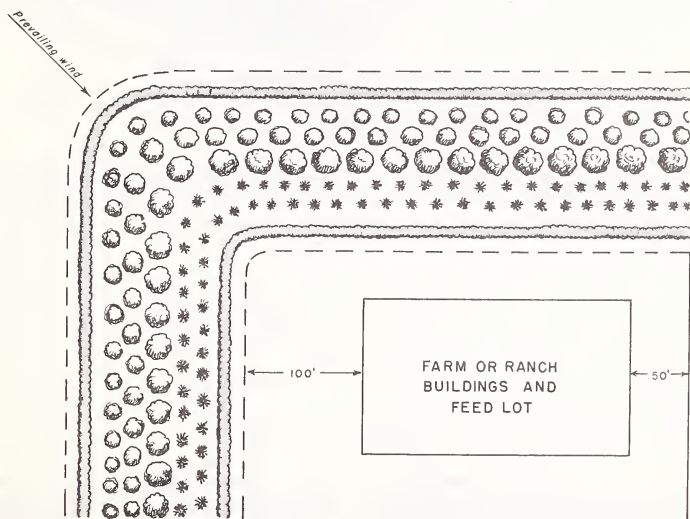 Prevailing wind
100'
FARM OR RANCH
BUILDINGS AND
FEED LOT
50'